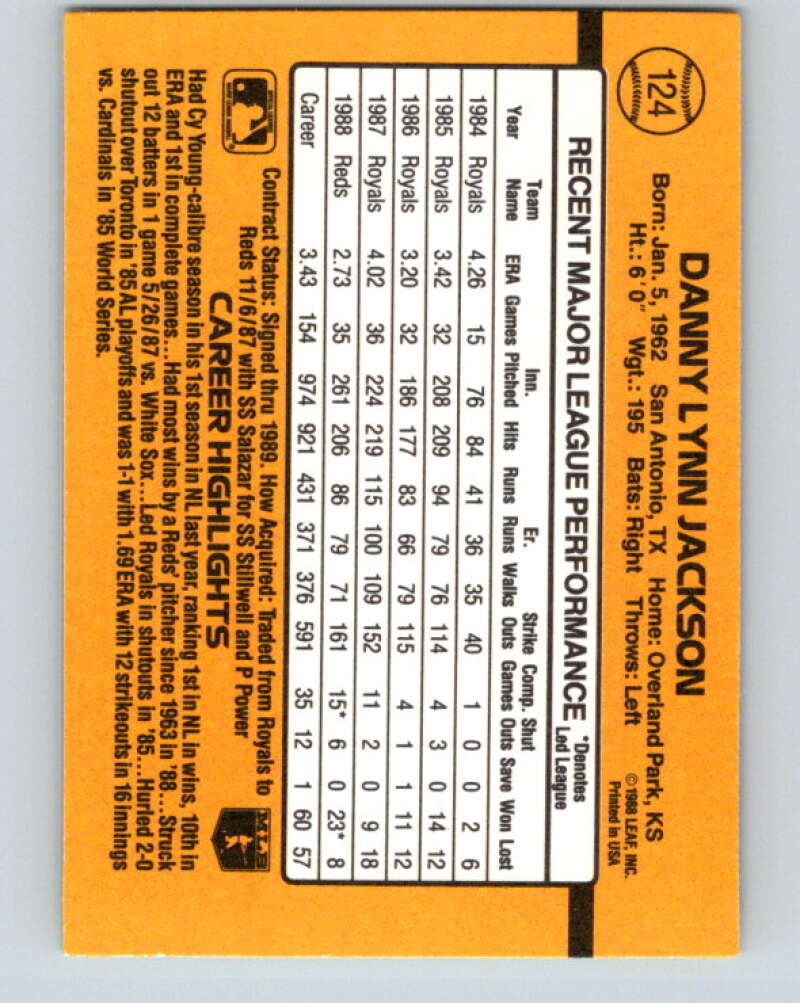 124
DANNY LYNN JACKSON
Born: Jan. 5, 1962 San Antonio, TX Home: Overland Park, KS
Ht.: 6'0" Wgt.: 195 Bats: Right Throws: Left
©1988 LEAF, INC.
Printed in USA
RECENT MAJOR LEAGUE PERFORMANCE *Denotes Led League
Team Inn. Er. Strike Comp. Shut
Year Name ERA Games Pitched Hits Runs Runs Walks Outs Games Outs Save Won Lost
1984 Royals 4.26 15 76 84 41 36 35 40 1 0 0 2 6
1985 Royals 3.42 32 208 209 94 79 76 114 4 3 0 14 12
1986 Royals 3.20 32 186 177 83 66 79 115 4 1 1 11 12
1987 Royals 4.02 36 224 219 115 100 109 152 11 2 0 9 18
1988 Reds 2.73 35 261 206 86 79 71 161 15* 6 0 23* 8
Career 3.43 154 974 921 431 371 376 591 35 12 1 60 57
Contract Status: Signed thru 1989. How Acquired: Traded from Royals to
Reds 11/6/87 with SS Salazar for SS Stillwell and P Power
CAREER HIGHLIGHTS
MLB
Had Cy Young-calibre season in his 1st season in NL last year, ranking 1st in NL in wins, 10th in
ERA and 1st in complete games...Had most wins by a Reds' pitcher since 1963 in '88...Struck
out 12 batters in 1 game 5/26/87 vs. White Sox...Led Royals in shutouts in '85...Hurled 2-0
shutout over Toronto in '85 AL playoffs and was 1-1 with 1.69 ERA with 12 strikeouts in 16 innings
vs. Cardinals in '85 World Series.